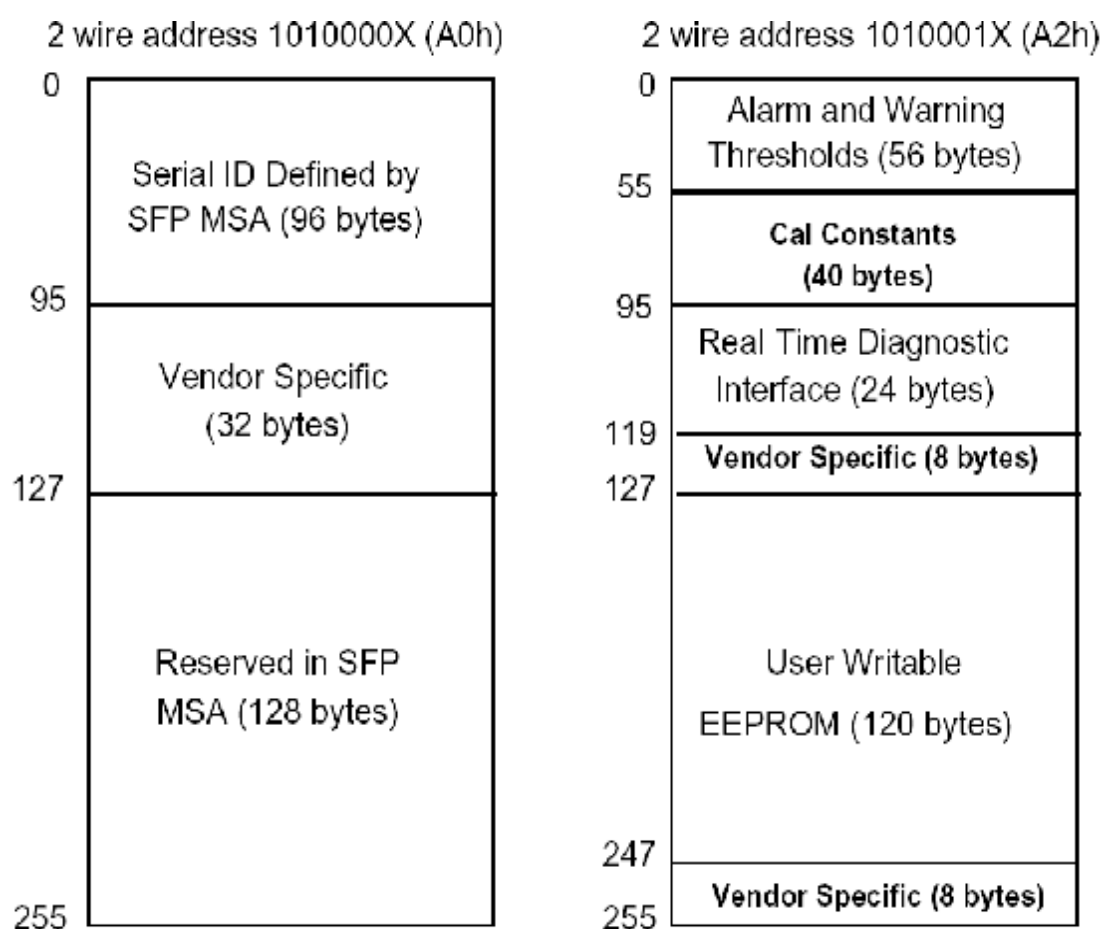 2 wire address 1010000X (A0h)
0
Serial ID Defined by
SFP MSA (96 bytes)
95
Vendor Specific
(32 bytes)
127
Reserved in SFP
MSA (128 bytes)
255
2 wire address 1010001X (A2h)
0
Alarm and Warning
Thresholds (56 bytes)
55
Cal Constants
(40 bytes)
95
Real Time Diagnostic
Interface (24 bytes)
119
Vendor Specific (8 bytes)
127
User Writable
EEPROM (120 bytes)
247
Vendor Specific (8 bytes)
255